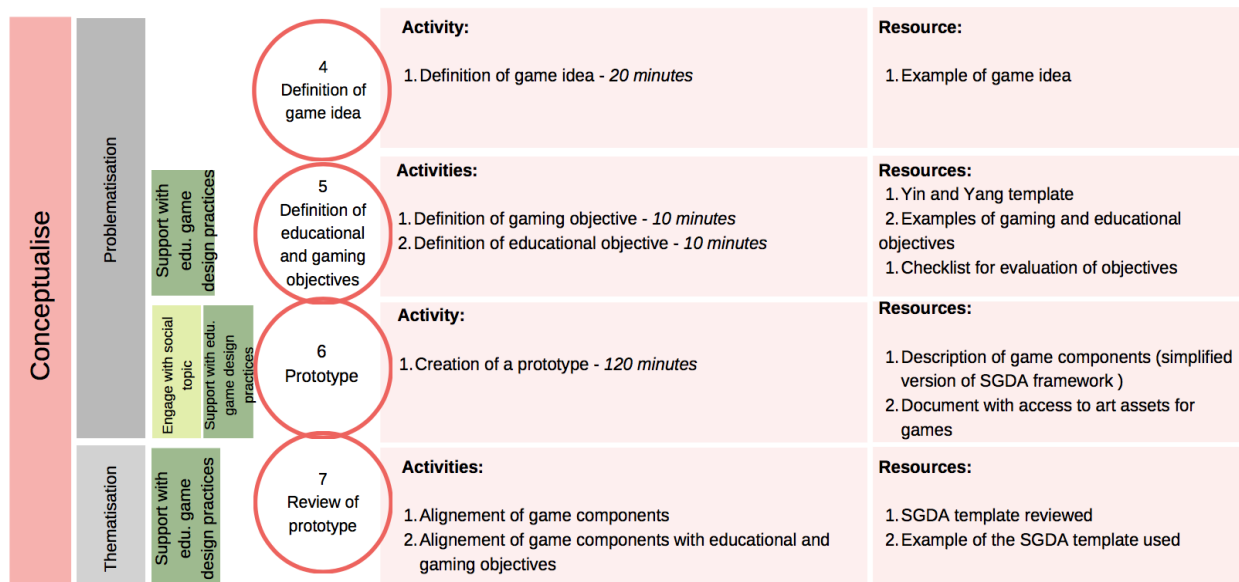 Conceptualise
Problematisation
4
Definition of
game idea
Activity:
1. Definition of game idea - 20 minutes
Resource:
1. Example of game idea
Support with
edu. game
design practices
5
Definition of
educational
and gaming
objectives
Activities:
1. Definition of gaming objective - 10 minutes
2. Definition of educational objective - 10 minutes
Resources:
1. Yin and Yang template
2. Examples of gaming and educational
objectives
1. Checklist for evaluation of objectives
Engage with social
topic
Support with edu.
game design
practices
6
Prototype
Activity:
1. Creation of a prototype - 120 minutes
Resources:
1. Description of game components (simplified
version of SGDA framework )
2. Document with access to art assets for
games
Thematisation
Support with
edu. game
design practices
7
Review of
prototype
Activities:
1. Alignement of game components
2. Alignement of game components with educational and
gaming objectives
Resources:
1. SGDA template reviewed
2. Example of the SGDA template used